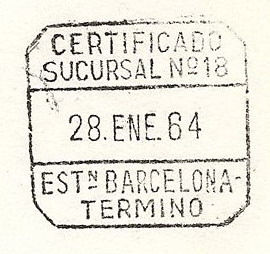 CERTIFICADO
SUCURSAL Nº18
28.ENE.64
ESTN BARCELONA-
TERMINO